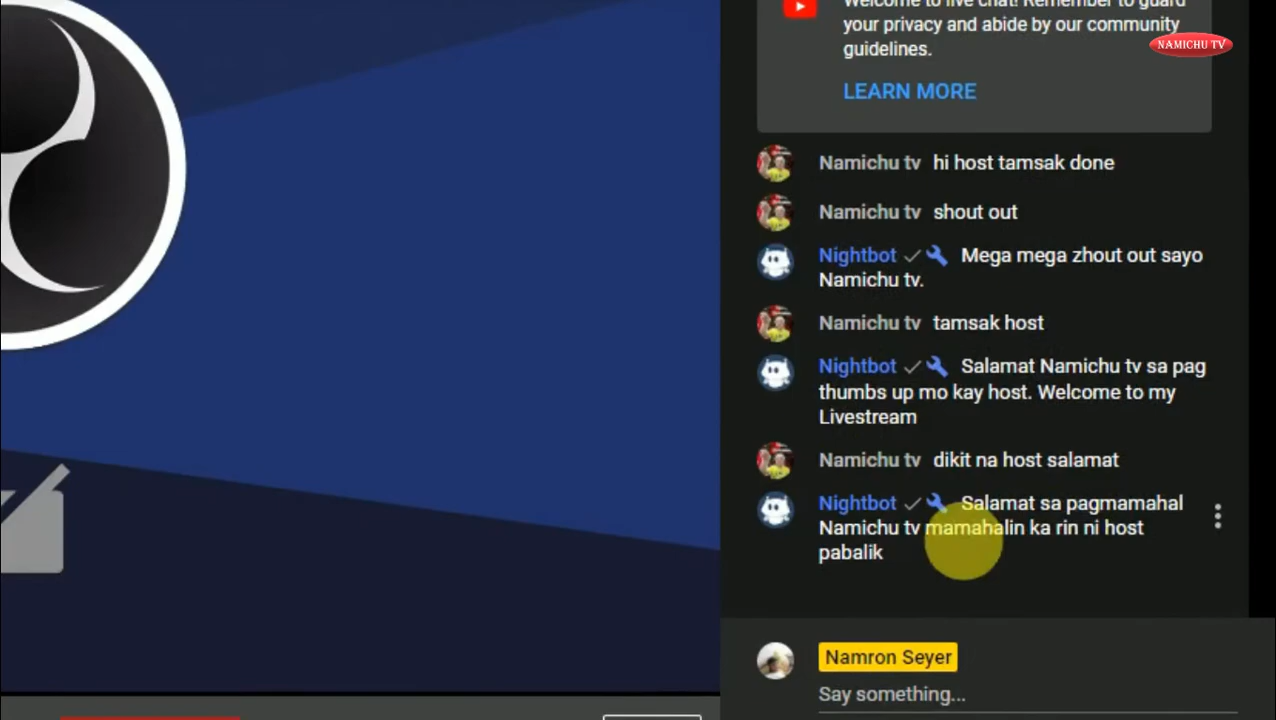 Welcome to live chat! Remember to guard
your privacy and abide by our community
guidelines.
NAMICHU TV
LEARN MORE
Namichu tv hi host tamsak done
Namichu tv shout out
Nightbot Mega mega zhout out sayo
Namichu tv.
Namichu tv tamsak host
Nightbot Salamat Namichu tv sa pag
thumbs up mo kay host. Welcome to my
Livestream
Namichu tv dikit na host salamat
Nightbot Salamat sa pagmamahal
Namichu tv mamahalin ka rin ni host
pabalik
Namron Seyer
Say something...